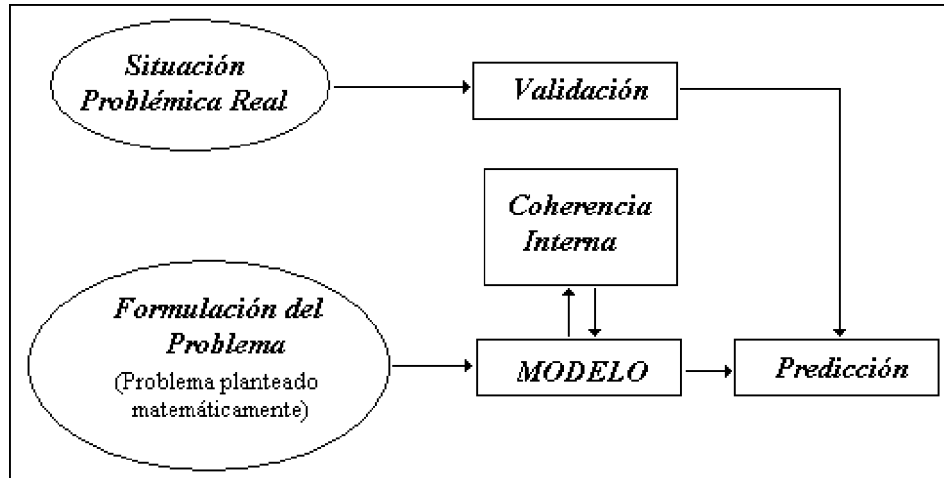 Situación
Problémica Real
Validación
Coherencia
Interna
Formulación del
Problema
(Problema planteado
matemáticamente)
MODELO
Predicción